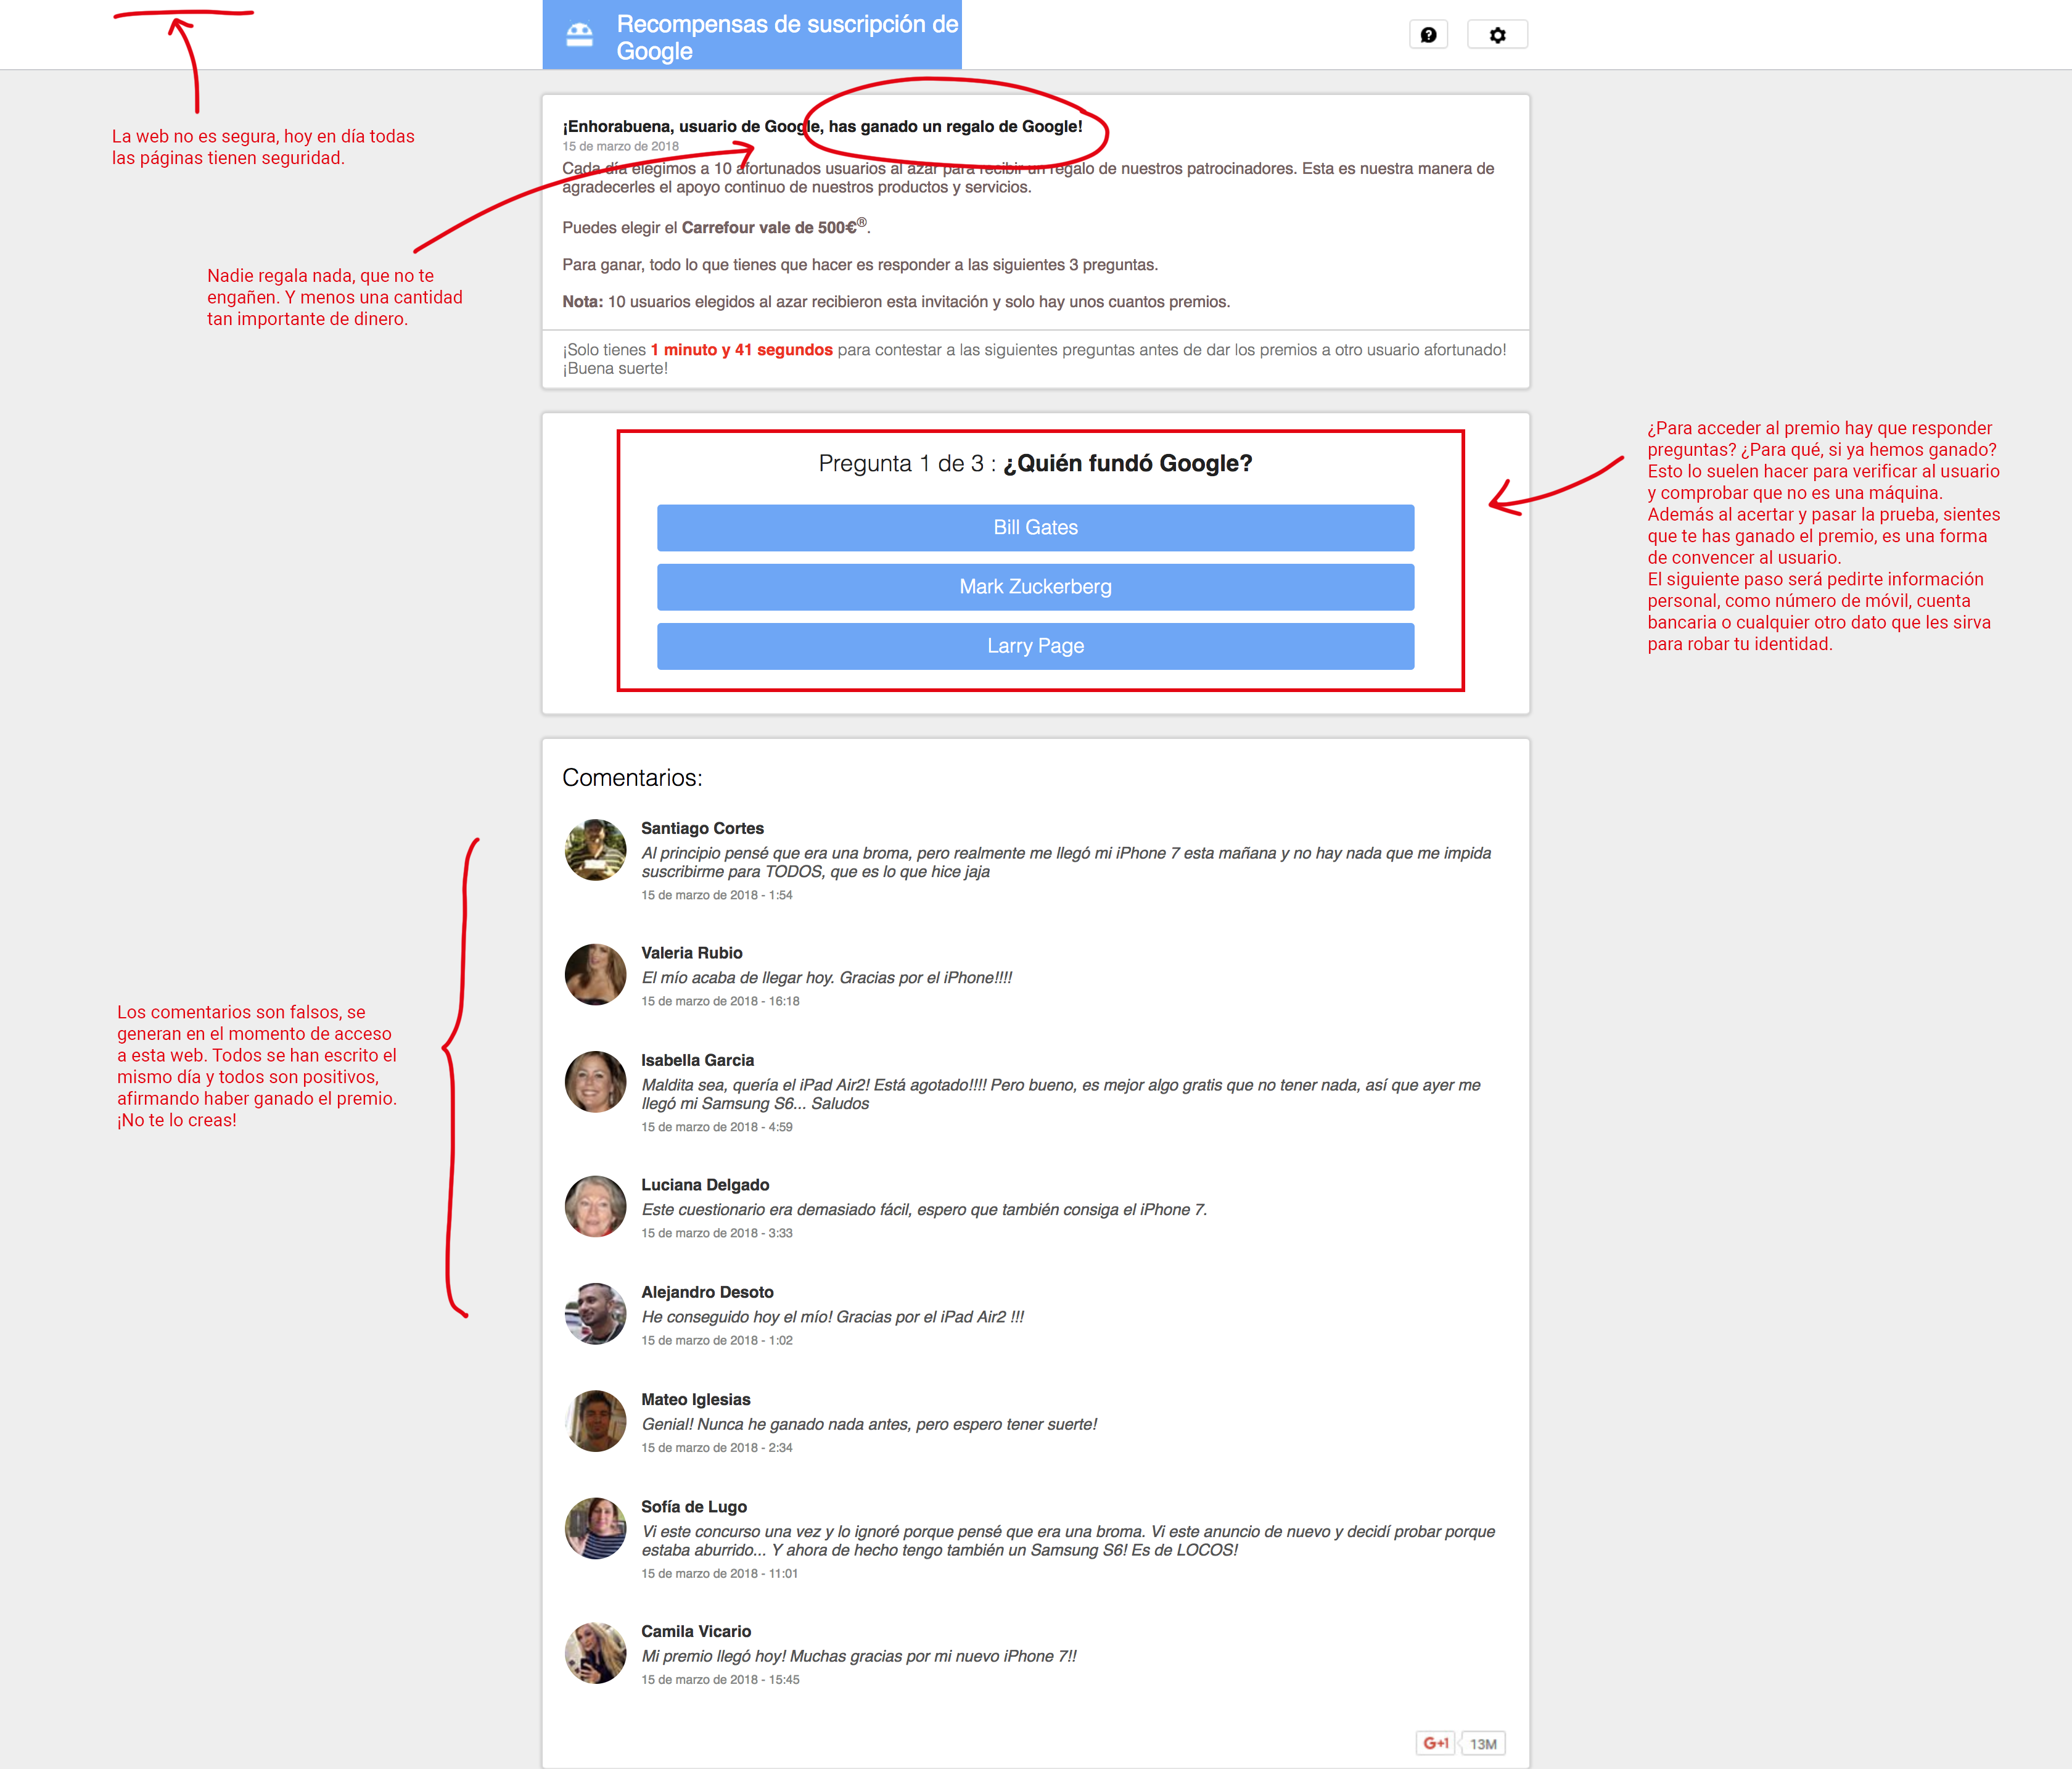 Recompensas de suscripción de
Google
La web no es segura, hoy en día todas
las páginas tienen seguridad.
¡Enhorabuena, usuario de Google, has ganado un regalo de Google!
15 de marzo de 2018
Cada día elegimos a 10 afortunados usuarios al azar para recibir un regalo de nuestros patrocinadores. Esta es nuestra manera de
agradecerles el apoyo continuo de nuestros productos y servicios.
Puedes elegir el Carrefour vale de 500€®.
Para ganar, todo lo que tienes que hacer es responder a las siguientes 3 preguntas.
Nota: 10 usuarios elegidos al azar recibieron esta invitación y solo hay unos cuantos premios.
Nadie regala nada, que no te
engañen. Y menos una cantidad
tan importante de dinero.
¡Solo tienes 1 minuto y 41 segundos para contestar a las siguientes preguntas antes de dar los premios a otro usuario afortunado!
¡Buena suerte!
Pregunta 1 de 3 : ¿Quién fundó Google?
Bill Gates
Mark Zuckerberg
Larry Page
¿Para acceder al premio hay que responder
preguntas? ¿Para qué, si ya hemos ganado?
Esto lo suelen hacer para verificar al usuario
y comprobar que no es una máquina.
Además al acertar y pasar la prueba, sientes
que te has ganado el premio, es una forma
de convencer al usuario.
El siguiente paso será pedirte información
personal, como número de móvil, cuenta
bancaria o cualquier otro dato que les sirva
para robar tu identidad.
Comentarios:
Santiago Cortes
Al principio pensé que era una broma, pero realmente me llegó mi iPhone 7 esta mañana y no hay nada que me impida
suscribirme para TODOS, que es lo que hice jaja
15 de marzo de 2018 - 1:54
Valeria Rubio
El mío acaba de llegar hoy. Gracias por el iPhone!!!!
15 de marzo de 2018 - 16:18
Isabella Garcia
Maldita sea, quería el iPad Air2! Está agotado!!!! Pero bueno, es mejor algo gratis que no tener nada, así que ayer me
llegó mi Samsung S6... Saludos
15 de marzo de 2018 - 4:59
Luciana Delgado
Este cuestionario era demasiado fácil, espero que también consiga el iPhone 7.
15 de marzo de 2018 - 3:33
Alejandro Desoto
He conseguido hoy el mío! Gracias por el iPad Air2 !!!
15 de marzo de 2018 - 1:02
Mateo Iglesias
Genial! Nunca he ganado nada antes, pero espero tener suerte!
15 de marzo de 2018 - 2:34
Sofía de Lugo
Vi este concurso una vez y lo ignoré porque pensé que era una broma. Vi este anuncio de nuevo y decidí probar porque
estaba aburrido... Y ahora de hecho tengo también un Samsung S6! Es de LOCOS!
15 de marzo de 2018 - 11:01
Camila Vicario
Mi premio llegó hoy! Muchas gracias por mi nuevo iPhone 7!!
15 de marzo de 2018 - 15:45
Los comentarios son falsos, se
generan en el momento de acceso
a esta web. Todos se han escrito el
mismo día y todos son positivos,
afirmando haber ganado el premio.
¡No te lo creas!
G+1 13M